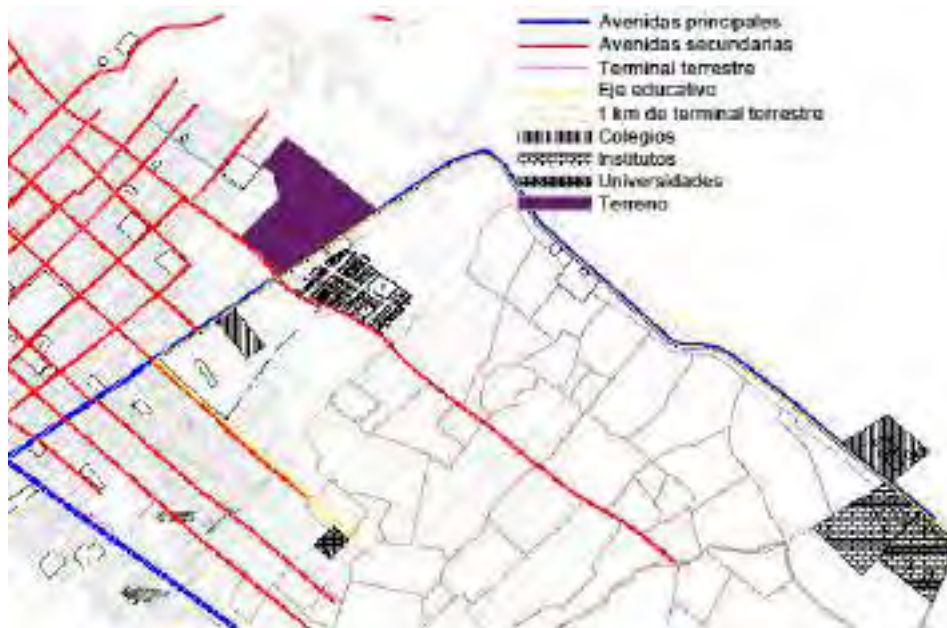 Avenidas principales
Avenidas secundarias
Terminal terrestre
Eje educativo
1 km de terminal terrestre
Colegios
Institutos
Universidades
Terreno